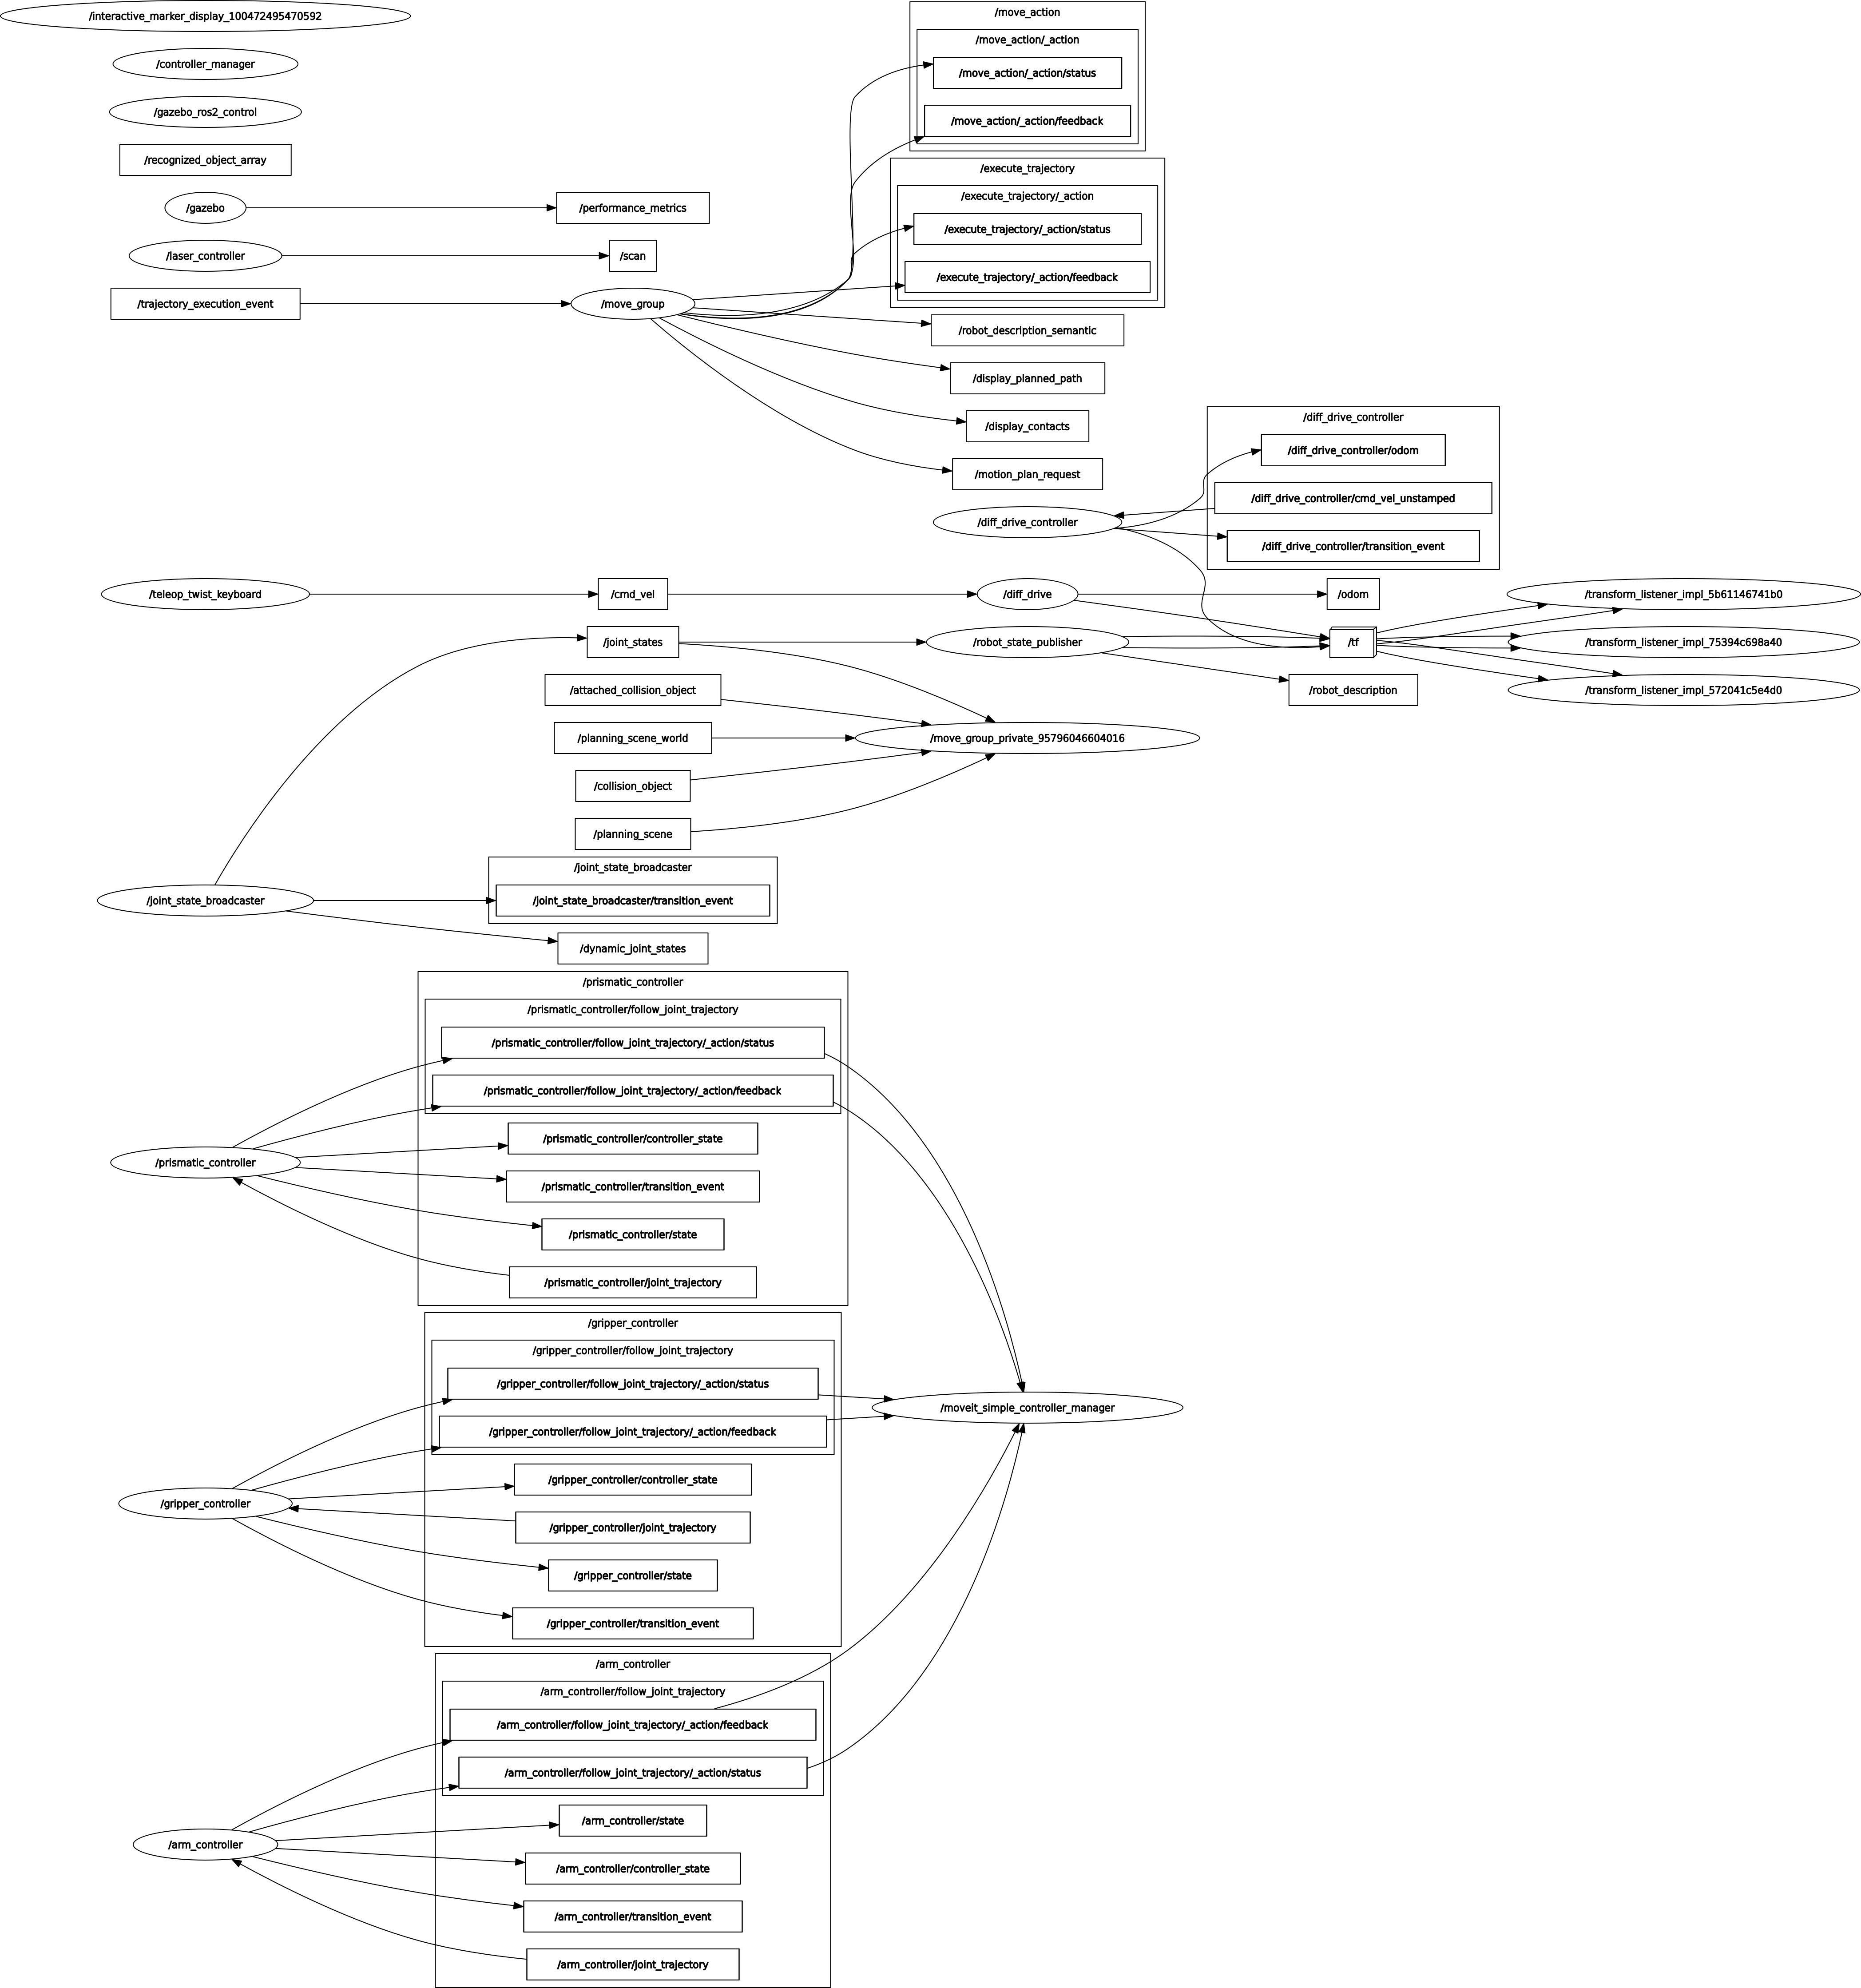 /interactive_marker_display_100472495470592
/controller_manager
/gazebo_ros2_control
/recognized_object_array
/gazebo
/performance_metrics
/laser_controller
/scan
/trajectory_execution_event
/move_group
/move_action
/move_action/_action
/move_action/_action/status
/move_action/_action/feedback
/execute_trajectory
/execute_trajectory/_action
/execute_trajectory/_action/status
/execute_trajectory/_action/feedback
/robot_description_semantic
/display_planned_path
/display_contacts
/motion_plan_request
/diff_drive_controller
/diff_drive_controller
/diff_drive_controller/odom
/diff_drive_controller/cmd_vel_unstamped
/diff_drive_controller/transition_event
/teleop_twist_keyboard
/cmd_vel
/diff_drive
/odom
/transform_listener_impl_5b61146741b0
/joint_states
/robot_state_publisher
/tf
/transform_listener_impl_75394c698a40
/attached_collision_object
/robot_description
/transform_listener_impl_572041c5e4d0
/planning_scene_world
/move_group_private_95796046604016
/collision_object
/planning_scene
/joint_state_broadcaster
/joint_state_broadcaster
/joint_state_broadcaster/transition_event
/dynamic_joint_states
/prismatic_controller
/prismatic_controller/follow_joint_trajectory
/prismatic_controller/follow_joint_trajectory/_action/status
/prismatic_controller/follow_joint_trajectory/_action/feedback
/prismatic_controller/controller_state
/prismatic_controller
/prismatic_controller/transition_event
/prismatic_controller/state
/prismatic_controller/joint_trajectory
/gripper_controller
/gripper_controller/follow_joint_trajectory
/gripper_controller/follow_joint_trajectory/_action/status
/moveit_simple_controller_manager
/gripper_controller/follow_joint_trajectory/_action/feedback
/gripper_controller/controller_state
/gripper_controller
/gripper_controller/joint_trajectory
/gripper_controller/state
/gripper_controller/transition_event
/arm_controller
/arm_controller/follow_joint_trajectory
/arm_controller/follow_joint_trajectory/_action/feedback
/arm_controller/follow_joint_trajectory/_action/status
/arm_controller/state
/arm_controller
/arm_controller/controller_state
/arm_controller/transition_event
/arm_controller/joint_trajectory